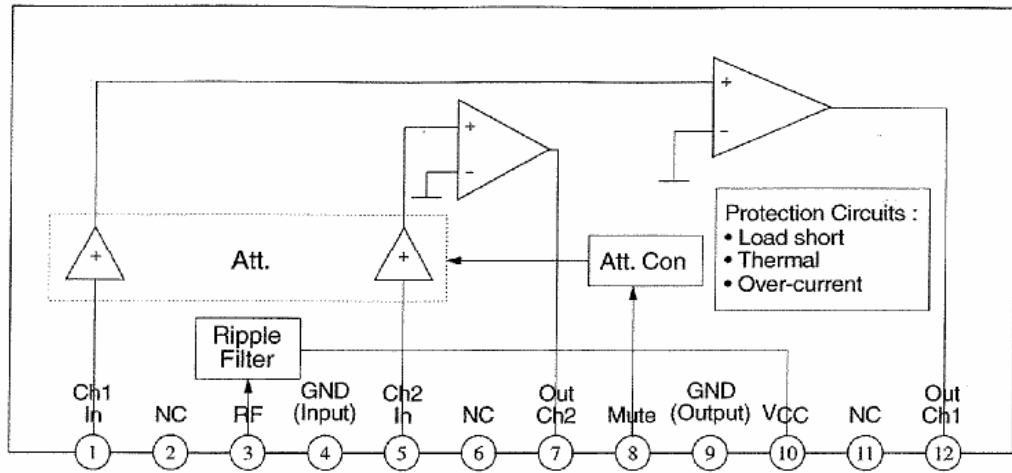 +
-
+
-
Protection Circuits :
• Load short
• Thermal
• Over-current
+
Att.
+
Att. Con
Ripple
Filter
Ch1
In
NC
RF
GND
(Input)
Ch2
In
NC
Out
Ch2
Mute
GND
(Output)
VCC
NC
Out
Ch1
1 2 3 4 5 6 7 8 9 10 11 12